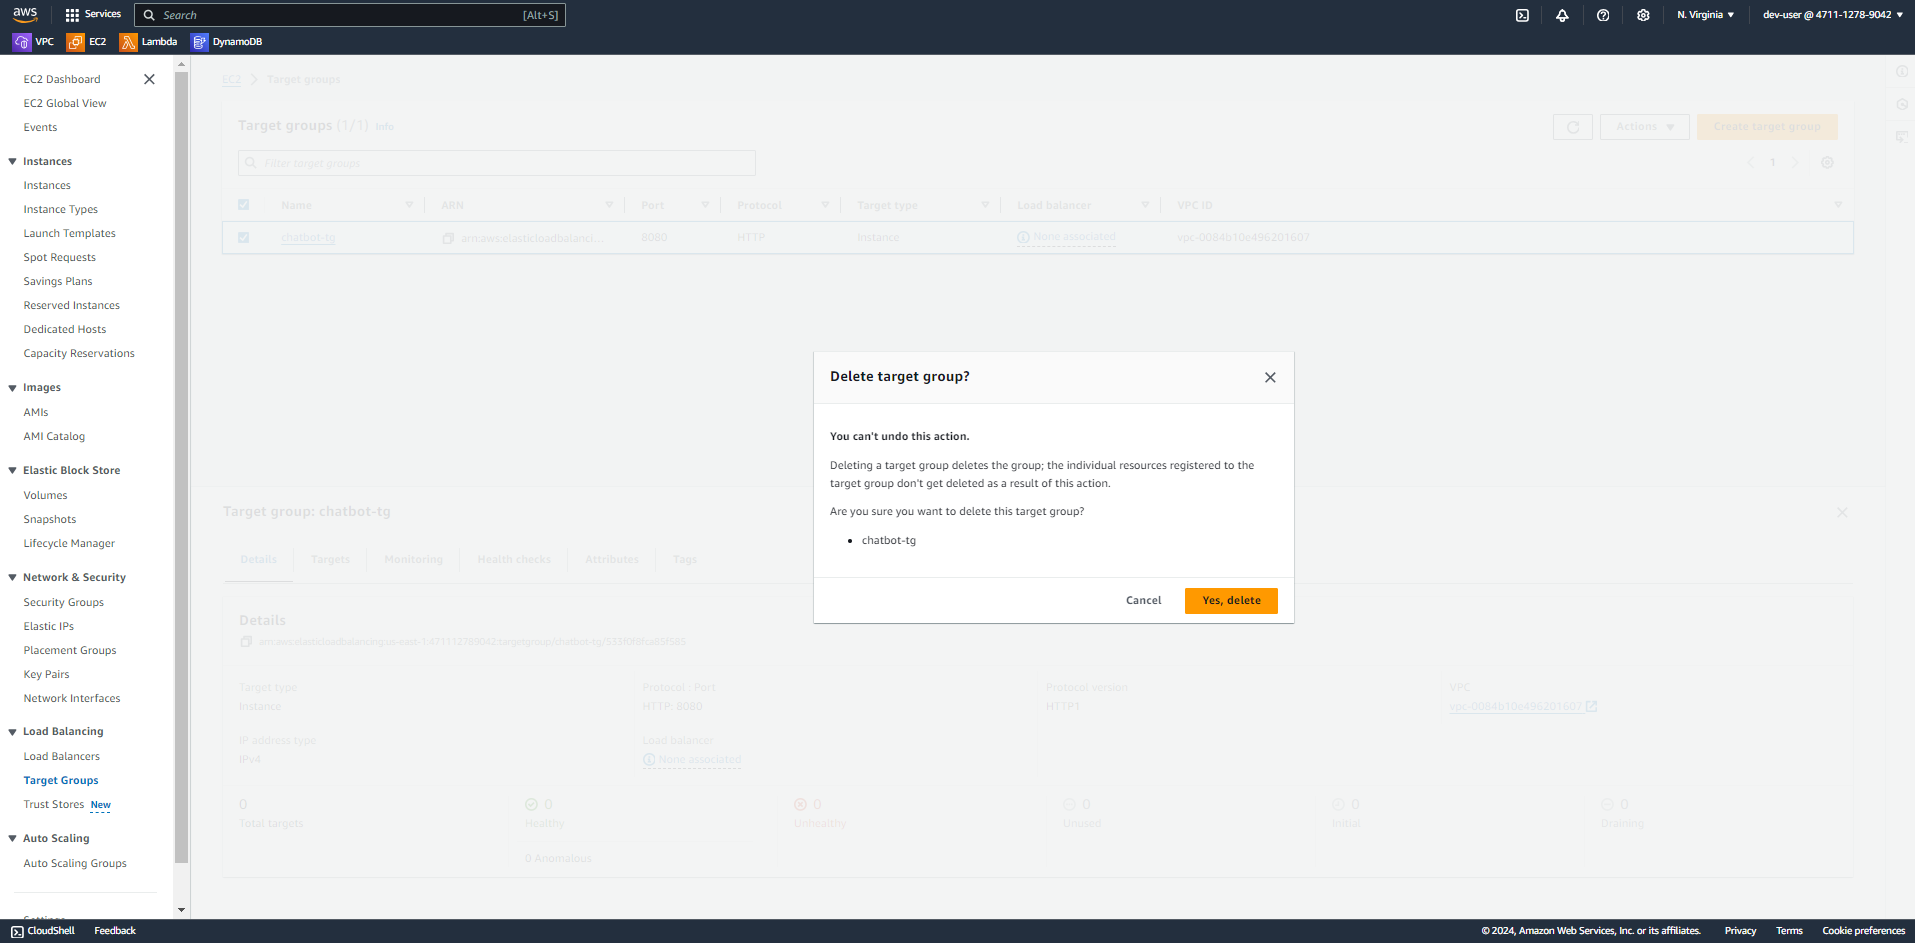 aws
Services
Search
[Alt+S]
N. Virginia
dev-user @ 4711-1278-9042
VPC
EC2
Lambda
DynamoDB
EC2 Dashboard
EC2 Global View
Events
Instances
Instances
Instance Types
Launch Templates
Spot Requests
Savings Plans
Reserved Instances
Dedicated Hosts
Capacity Reservations
Images
AMIs
AMI Catalog
Elastic Block Store
Volumes
Snapshots
Lifecycle Manager
Network & Security
Security Groups
Elastic IPs
Placement Groups
Key Pairs
Network Interfaces
Load Balancing
Load Balancers
Target Groups
Trust Stores New
Auto Scaling
Auto Scaling Groups
Settings
EC2
Target groups
Target groups (1/1) Info
Actions
Create target group
Filter target groups
1
Name
ARN
Port
Protocol
Target type
Load balancer
VPC ID
chatbot-tg
arn:aws:elasticloadbalanci...
8080
HTTP
Instance
None associated
vpc-0084b10e496201607
Delete target group?
You can't undo this action.
Deleting a target group deletes the group; the individual resources registered to the
target group don't get deleted as a result of this action.
Are you sure you want to delete this target group?
chatbot-tg
Cancel
Yes, delete
Target group: chatbot-tg
Details
Targets
Monitoring
Health checks
Attributes
Tags
Details
Target type
Instance
Protocol : Port
HTTP: 8080
Protocol version
HTTP1
VPC
vpc-0084b10e496201607
IP address type
IPv4
Load balancer
None associated
0
Total targets
0
Healthy
0 Anomalous
0
Unhealthy
0
Unused
0
Initial
0
Draining
CloudShell
Feedback
© 2024, Amazon Web Services, Inc. or its affiliates.
Privacy
Terms
Cookie preferences